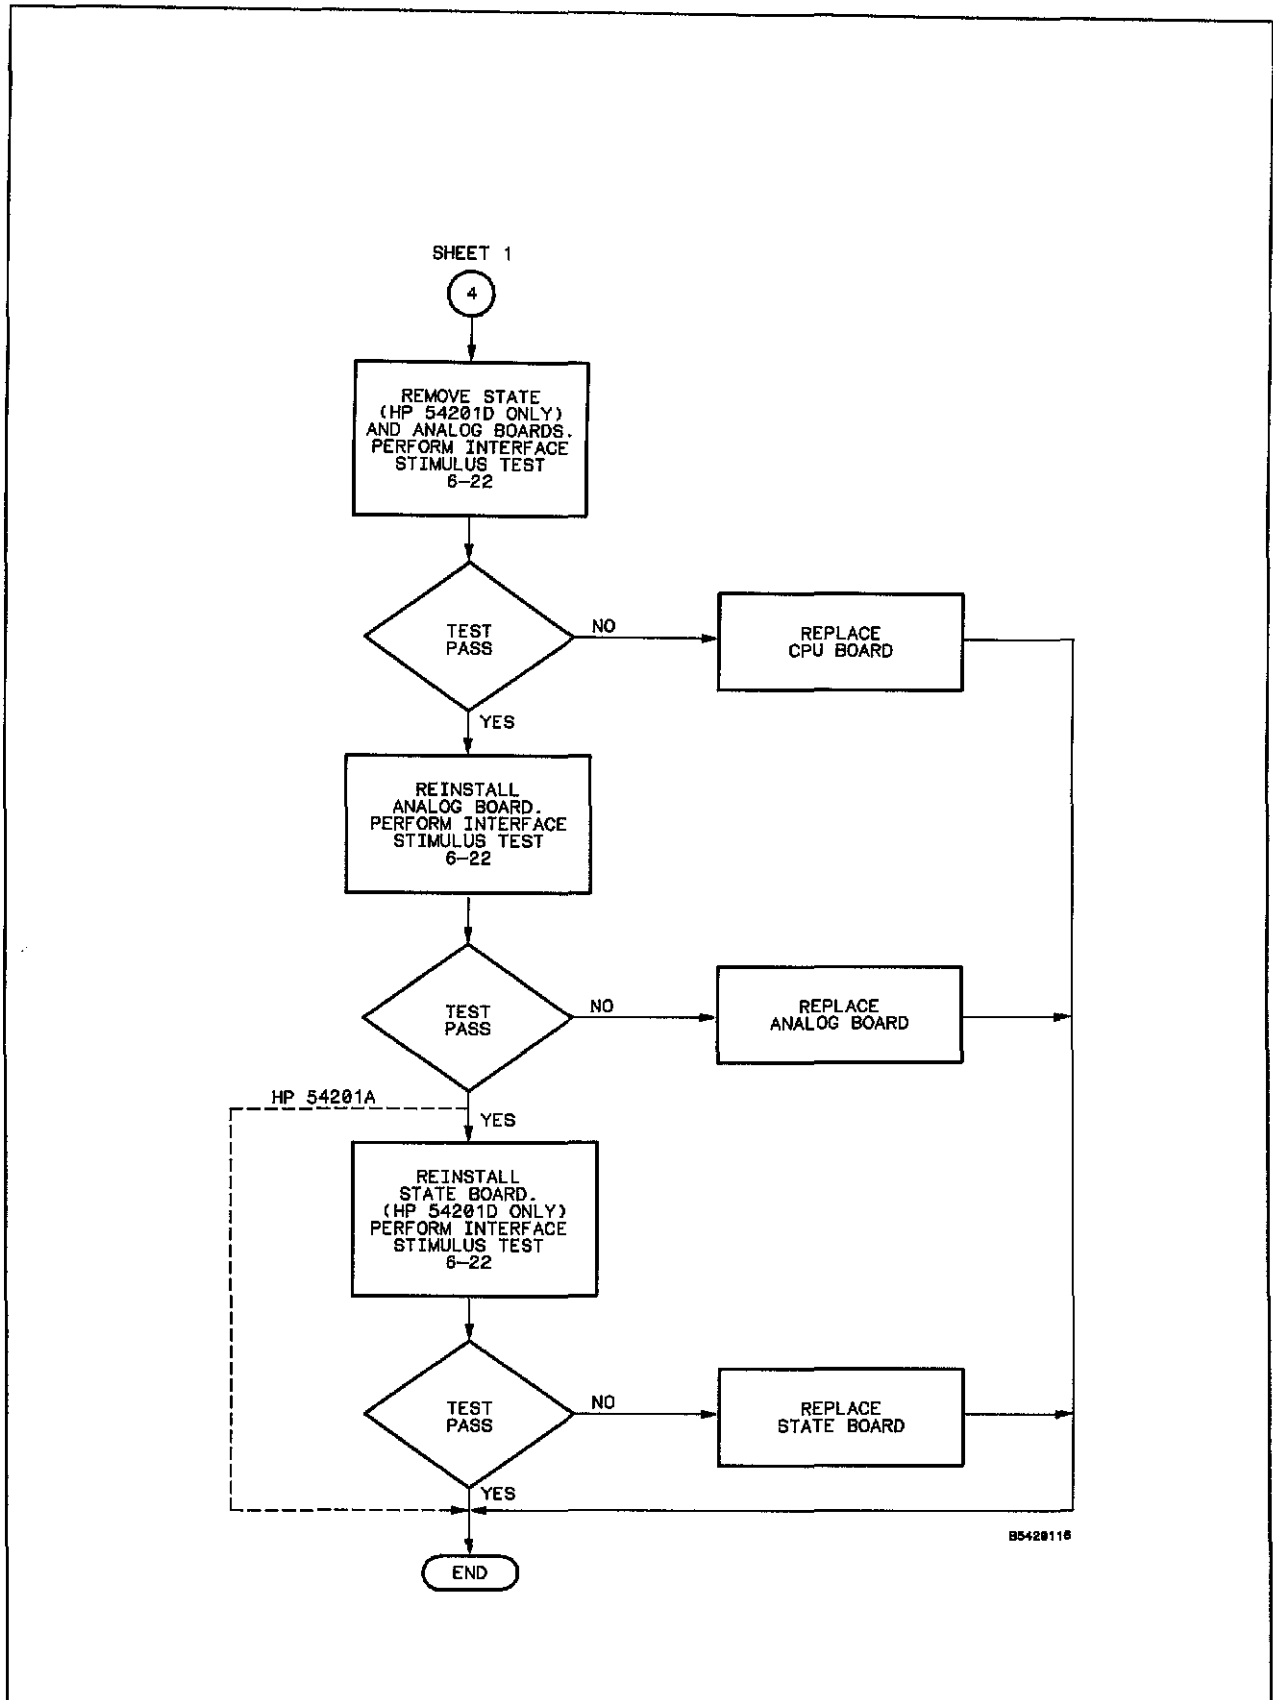 SHEET 1
4
REMOVE STATE
(HP 54201D ONLY)
AND ANALOG BOARDS.
PERFORM INTERFACE
STIMULUS TEST
6-22
TEST
PASS
NO
REPLACE
CPU BOARD
YES
REINSTALL
ANALOG BOARD.
PERFORM INTERFACE
STIMULUS TEST
6-22
TEST
PASS
NO
REPLACE
ANALOG BOARD
HP 54201A
YES
REINSTALL
STATE BOARD.
(HP 54201D ONLY)
PERFORM INTERFACE
STIMULUS TEST
6-22
TEST
PASS
NO
REPLACE
STATE BOARD
YES
B5420116
END